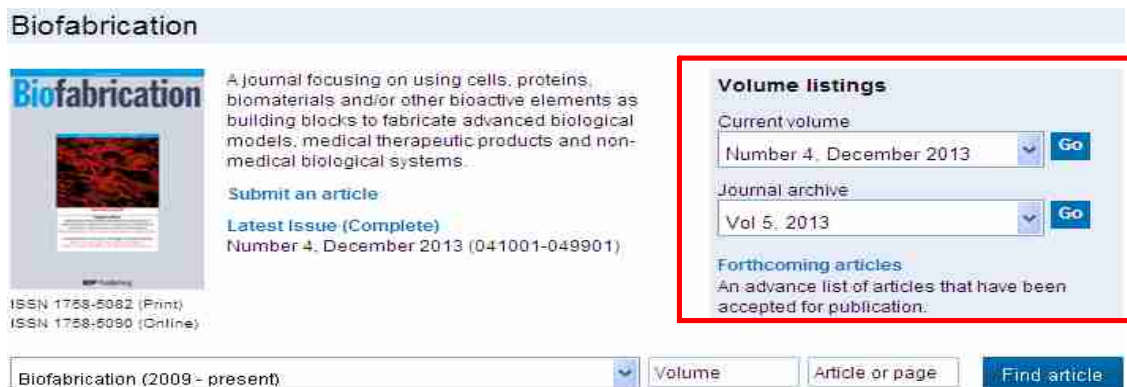 Biofabrication
Biofabrication
ISSN 1758-5082 (Print)
ISSN 1758-5090 (Online)
A journal focusing on using cells, proteins,
biomaterials and/or other bioactive elements as
building blocks to fabricate advanced biological
models, medical therapeutic products and non-
medical biological systems.
Submit an article
Latest Issue (Complete)
Number 4, December 2013 (041001-049901)
Volume listings
Current volume
Number 4, December 2013
Go
Journal archive
Vol 5, 2013
Go
Forthcoming articles
An advance list of articles that have been
accepted for publication.
Biofabrication (2009 - present)
Volume
Article or page
Find article